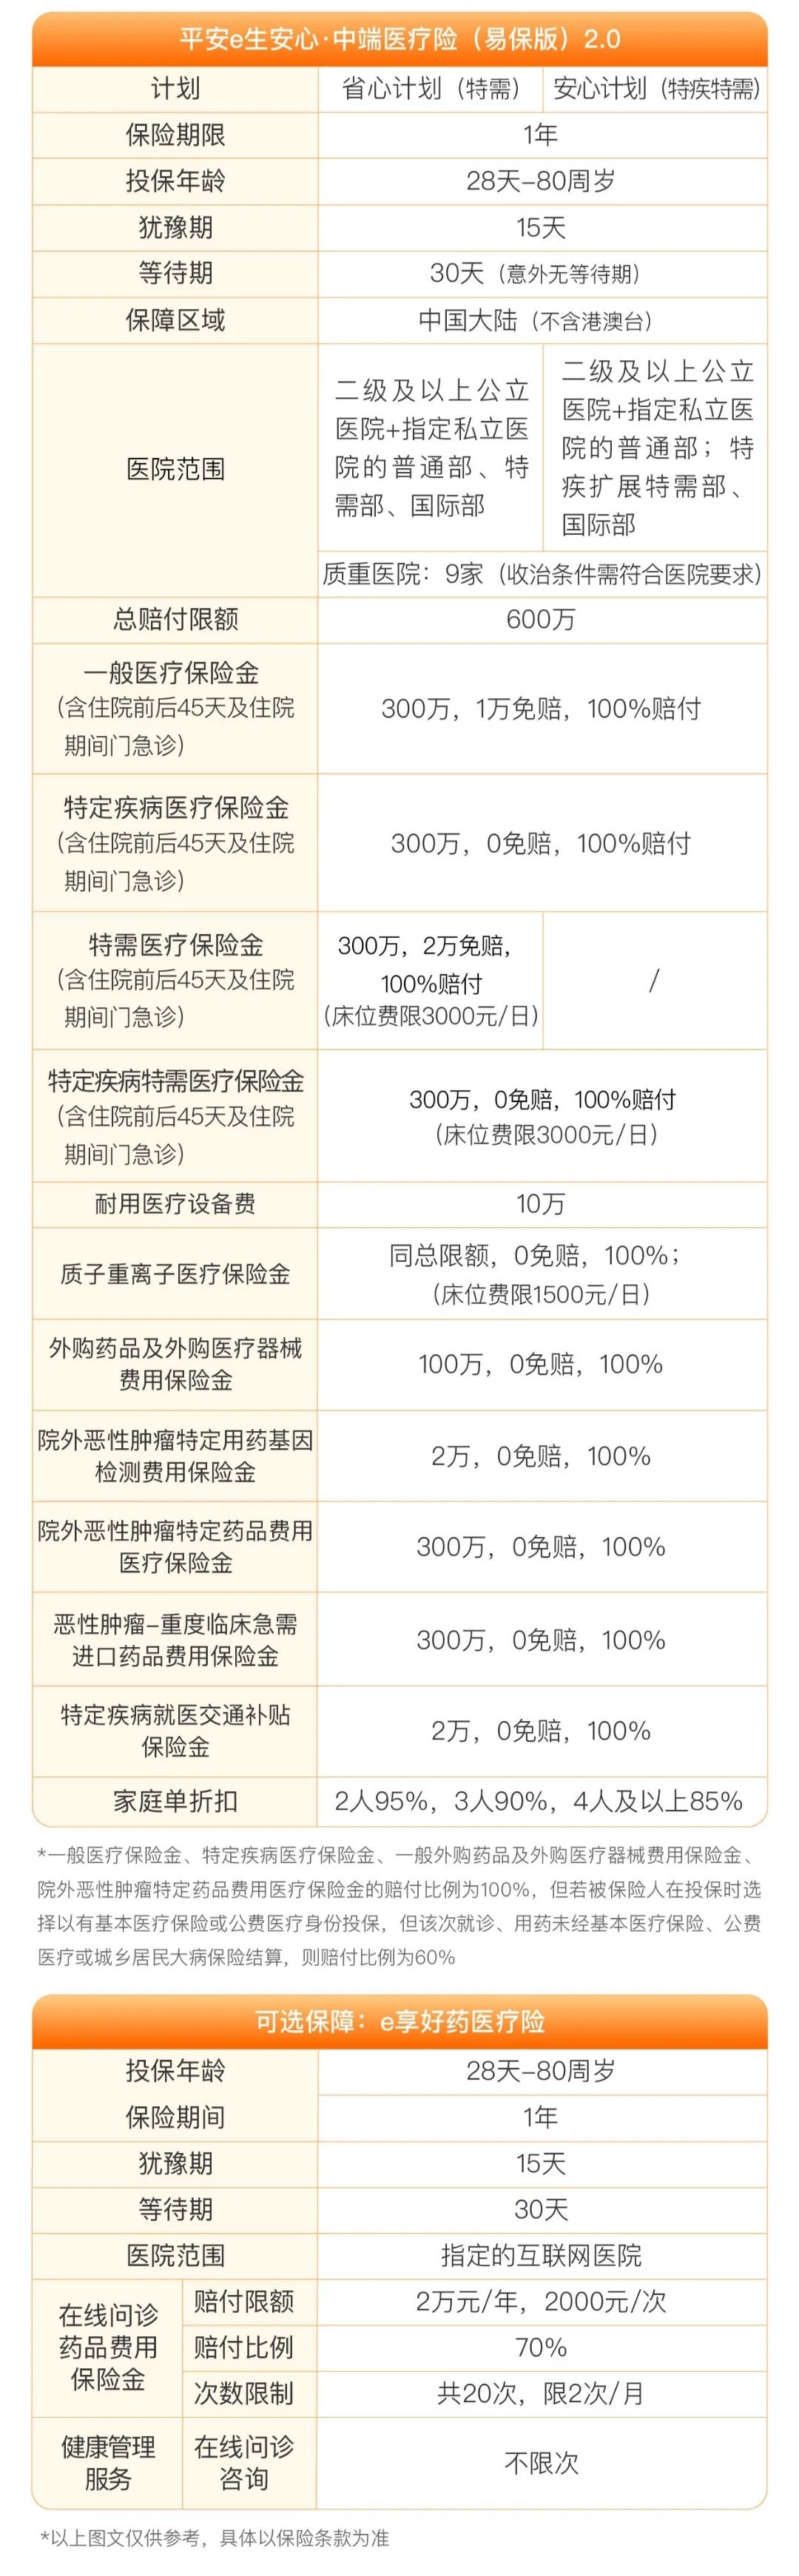 平安e生安心·中端医疗险（易保版）2.0
计划
省心计划（特需）
安心计划（特疾特需）
保险期限
1年
投保年龄
28天–80周岁
犹豫期
15天
等待期
30天（意外无等待期）
保障区域
中国大陆（不含港澳台）
医院范围
二级及以上公立
医院+指定私立医
院的普通部、特
需部、国际部
二级及以上公立
医院+指定私立医
院的普通部；特
疾扩展特需部、
国际部
质重医院：9家（收治条件需符合医院要求）
总赔付限额
600万
一般医疗保险金
（含住院前后45天及住院
期间门急诊）
300万，1万免赔，100%赔付
特定疾病医疗保险金
（含住院前后45天及住院
期间门急诊）
300万，0免赔，100%赔付
特需医疗保险金
（含住院前后45天及住院
期间门急诊）
300万，2万免赔，
100%赔付
（床位费限3000元/日）
/
特定疾病特需医疗保险金
（含住院前后45天及住院
期间门急诊）
300万，0免赔，100%赔付
（床位费限3000元/日）
耐用医疗设备费
10万
质子重离子医疗保险金
同总限额，0免赔，100%；
（床位费限1500元/日）
外购药品及外购医疗器械
费用保险金
100万，0免赔，100%
院外恶性肿瘤特定用药基因
检测费用保险金
2万，0免赔，100%
院外恶性肿瘤特定药品费用
医疗保险金
300万，0免赔，100%
恶性肿瘤–重度临床急需
进口药品费用保险金
300万，0免赔，100%
特定疾病就医交通补贴
保险金
2万，0免赔，100%
家庭单折扣
2人95%，3人90%，4人及以上85%
*一般医疗保险金、特定疾病医疗保险金、一般外购药品及外购医疗器械费用保险金、
院外恶性肿瘤特定药品费用医疗保险金的赔付比例为100%，但若被保险人在投保时选
择以有基本医疗保险或公费医疗身份投保，但该次就诊、用药未经基本医疗保险、公费
医疗或城乡居民大病保险结算，则赔付比例为60%
可选保障：e享好药医疗险
投保年龄
28天–80周岁
保险期间
1年
犹豫期
15天
等待期
30天
医院范围
指定的互联网医院
在线问诊
药品费用
保险金
赔付限额
2万元/年，2000元/次
赔付比例
70%
次数限制
共20次，限2次/月
健康管理
服务
在线问诊
咨询
不限次
*以上图文仅供参考，具体以保险条款为准